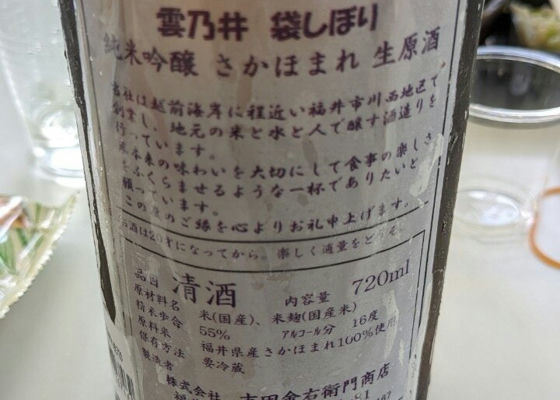 雲乃井 袋しぼり
純米吟醸 さかほまれ 生原酒
当社は越前海岸に程近い福井市川西地区で
創業し、地元の米と水と人で醸す酒造りを
行っています。
本来の味わいを大切にして食事の楽しさ
をふくらませるような一杯でありたいと
願っています。
このご縁を心よりお礼申上げます。
お酒は20才になってから、楽しく適量をどうぞ。
品目 清酒 内容量 720ml
原材料名 米(国産)、米麹(国産米)
精米歩合 55% アルコール分 16度
原料米 福井県産さかほまれ100%使用
保存方法 要冷蔵
製造者
株式会社 吉田金右衛門商店